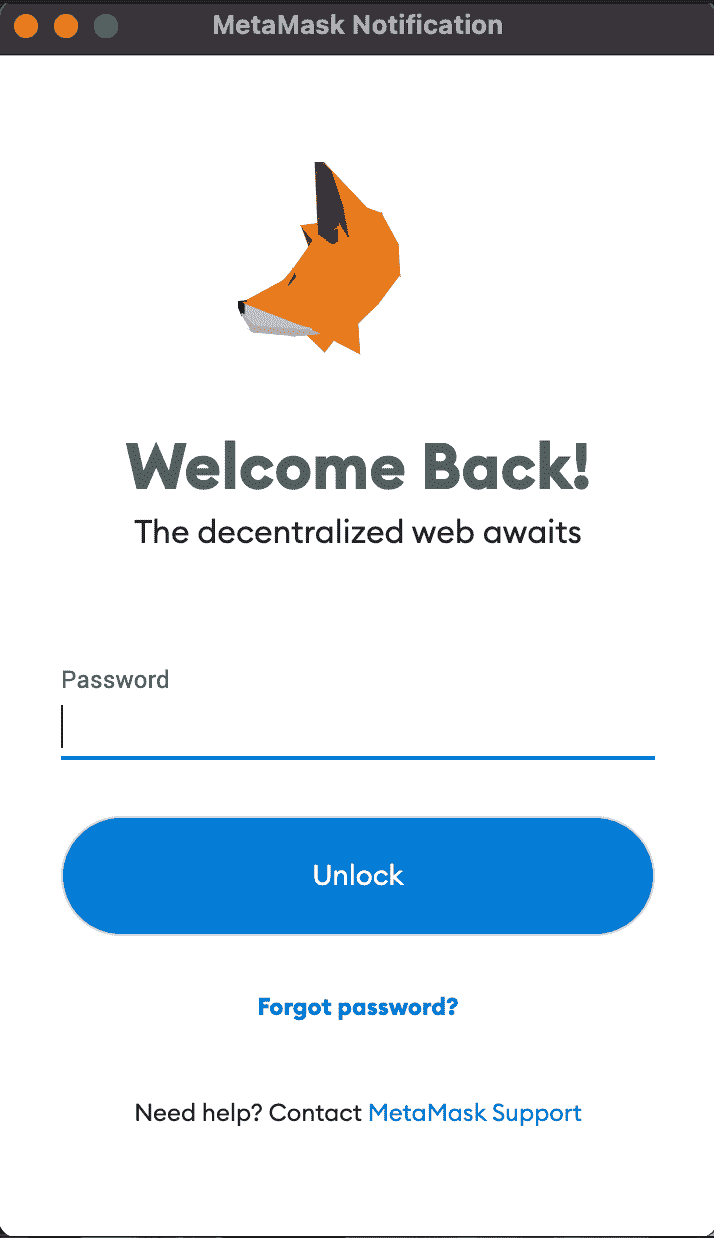 MetaMask Notification
Welcome Back!
The decentralized web awaits
Password
Unlock
Forgot password?
Need help? Contact MetaMask Support